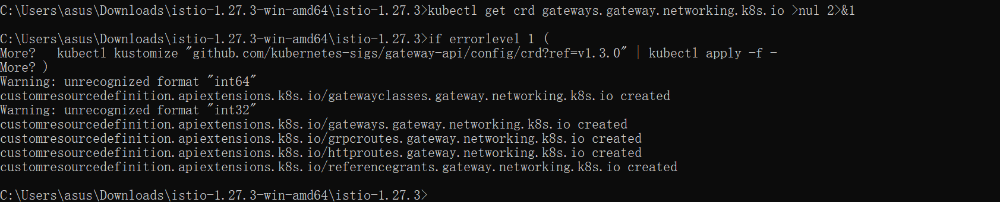 C:\Users\asus\Downloads\istio-1.27.3-win-amd64\istio-1.27.3>kubectl get crd gateways.gateway.networking.k8s.io >nul 2>&1
C:\Users\asus\Downloads\istio-1.27.3-win-amd64\istio-1.27.3>if errorlevel 1 (
More?   kubectl kustomize "github.com/kubernetes-sigs/gateway-api/config/crd?ref=v1.3.0" | kubectl apply -f -
More? )
Warning: unrecognized format "int64"
customresourcedefinition.apiextensions.k8s.io/gatewayclasses.gateway.networking.k8s.io created
Warning: unrecognized format "int32"
customresourcedefinition.apiextensions.k8s.io/gateways.gateway.networking.k8s.io created
customresourcedefinition.apiextensions.k8s.io/grpcroutes.gateway.networking.k8s.io created
customresourcedefinition.apiextensions.k8s.io/httproutes.gateway.networking.k8s.io created
customresourcedefinition.apiextensions.k8s.io/referencegrants.gateway.networking.k8s.io created
C:\Users\asus\Downloads\istio-1.27.3-win-amd64\istio-1.27.3>